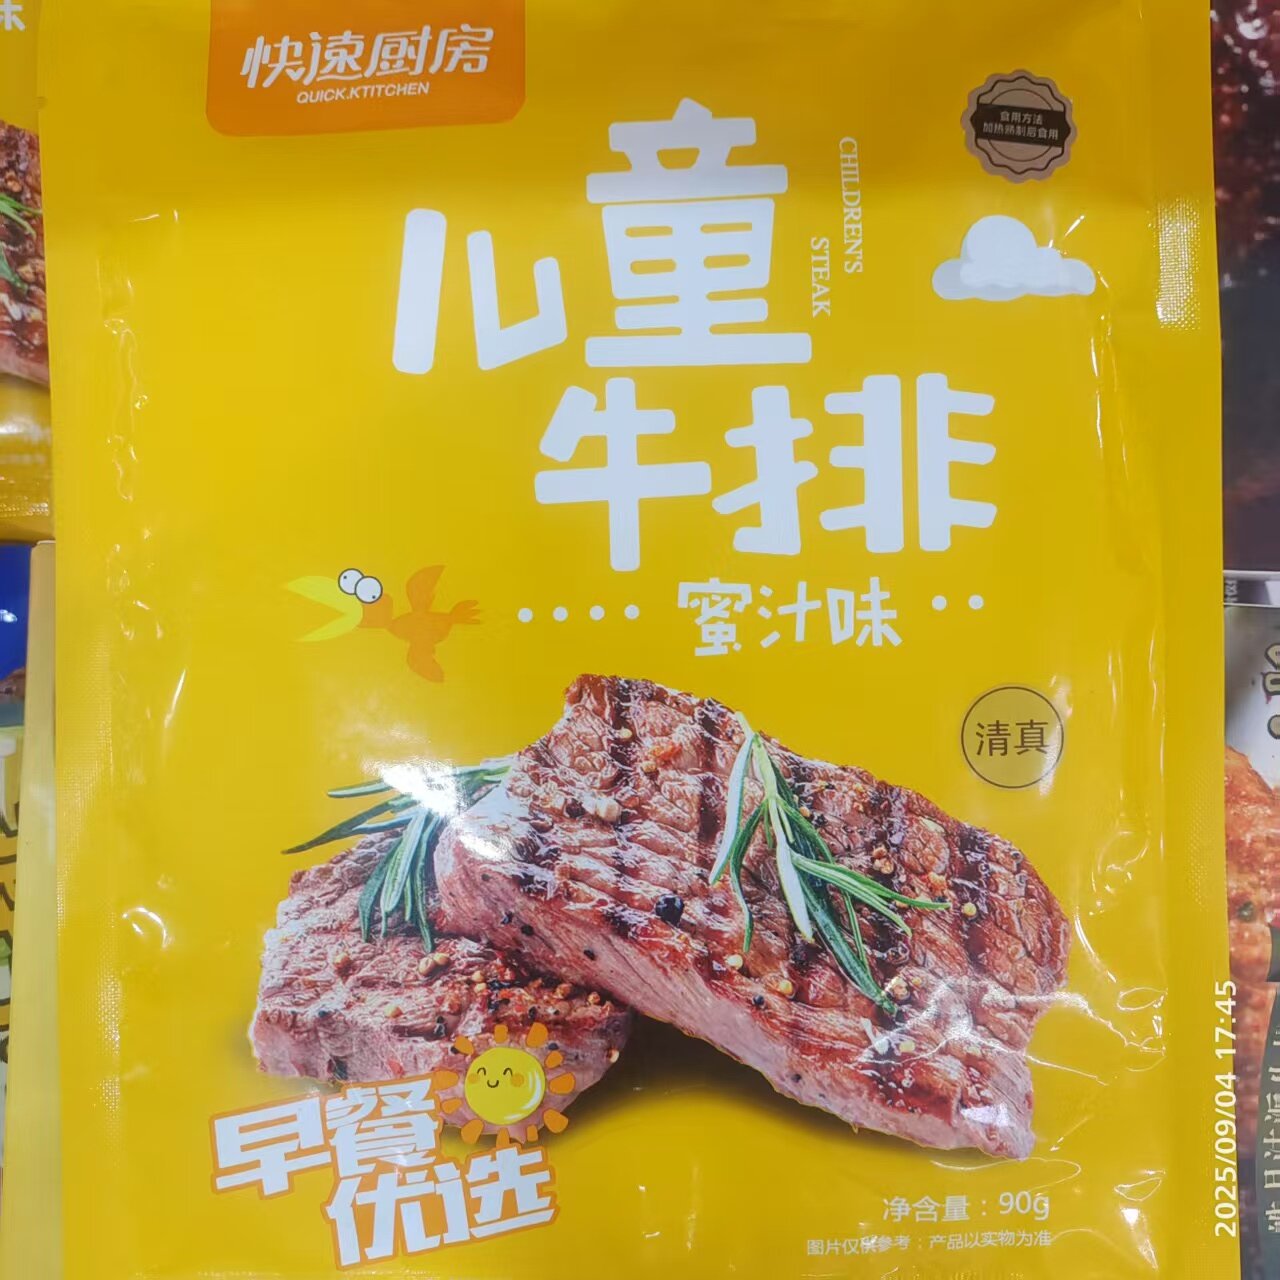 味
快速厨房
QUICK.KTITCHEN
食用方法
加热熟制后食用
儿童
CHILDREN'S
STEAK
牛排
蜜汁味
清真
早餐
优选
净含量：90g
图片仅供参考：产品以实物为准
2025/09/04 17:45